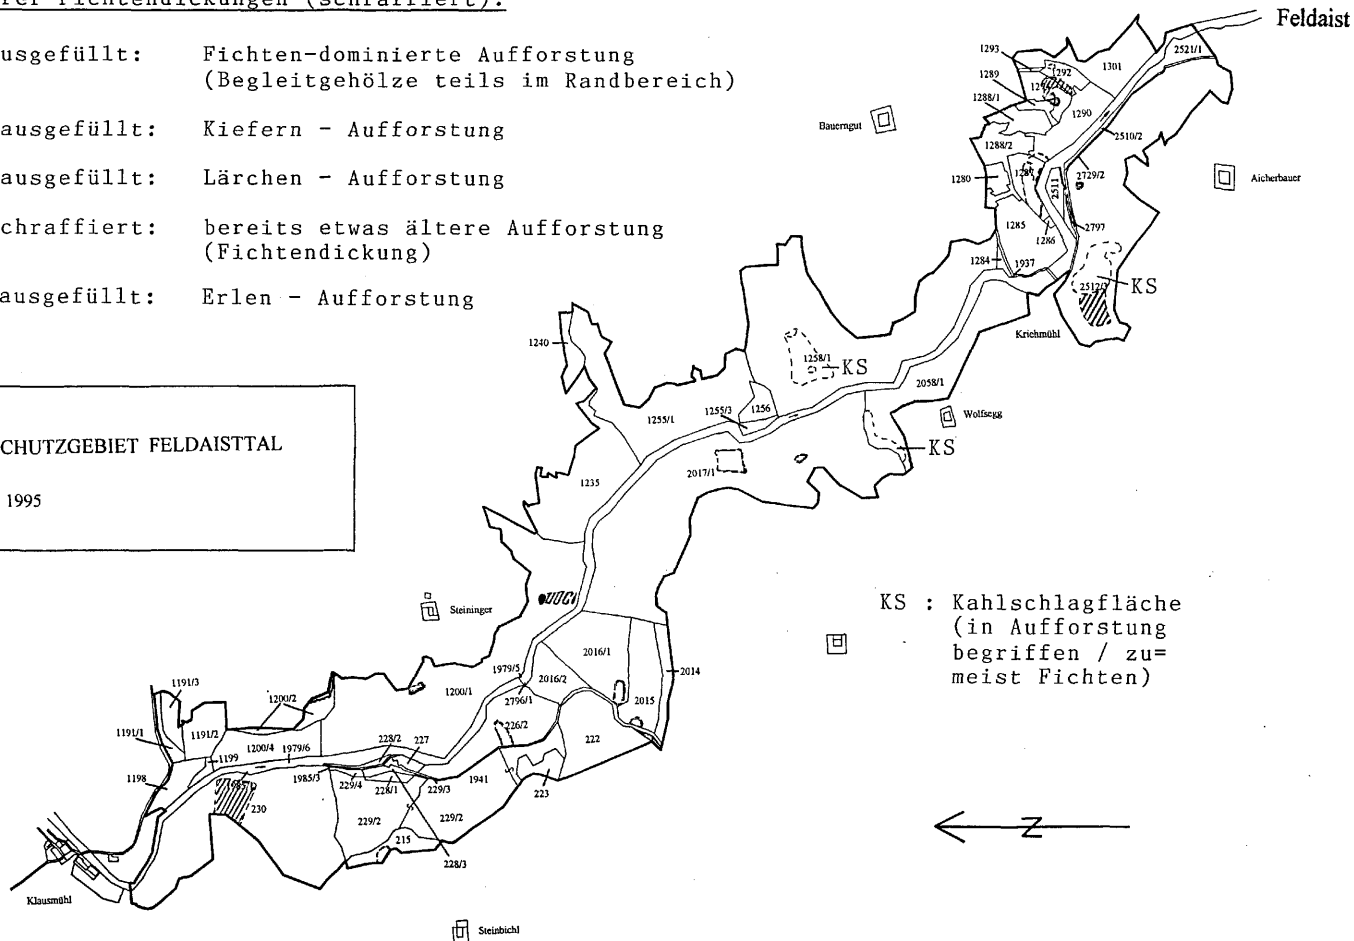 Feldaist
usgefüllt: Fichten-dominierte Aufforstung
(Begleitgehölze teils im Randbereich)
ausgefüllt: Kiefern - Aufforstung
ausgefüllt: Lärchen - Aufforstung
chraffiert: bereits etwas ältere Aufforstung
(Fichtendickung)
ausgefüllt: Erlen - Aufforstung
CHUTZGEBIET FELDAISTTAL
1995
1293
1289
1288/1
292
1301
2521/1
1290
2510/2
Bauerngut
1288/2
1280
1287
2511
2729/2
Aicherbauer
1285
1286
2797
1284
1937
2512/1
KS
Krichmühl
1240
1258/1
KS
2058/1
1255/1
1255/3
1256
Wolfsegg
KS
2017/1
1235
Steininger
KS : Kahlschlagfläche
(in Aufforstung
begriffen / zu=
meist Fichten)
2016/1
2014
1979/5
2016/2
2015
1200/1
2796/1
226/2
222
1191/3
1200/2
1191/1
1191/2
1200/4
1979/6
228/2
227
1199
1198
1985/3
229/4
228/1
229/3
1941
223
230
229/2
229/2
215
228/3
Z
Klausmühl
Steinbichl